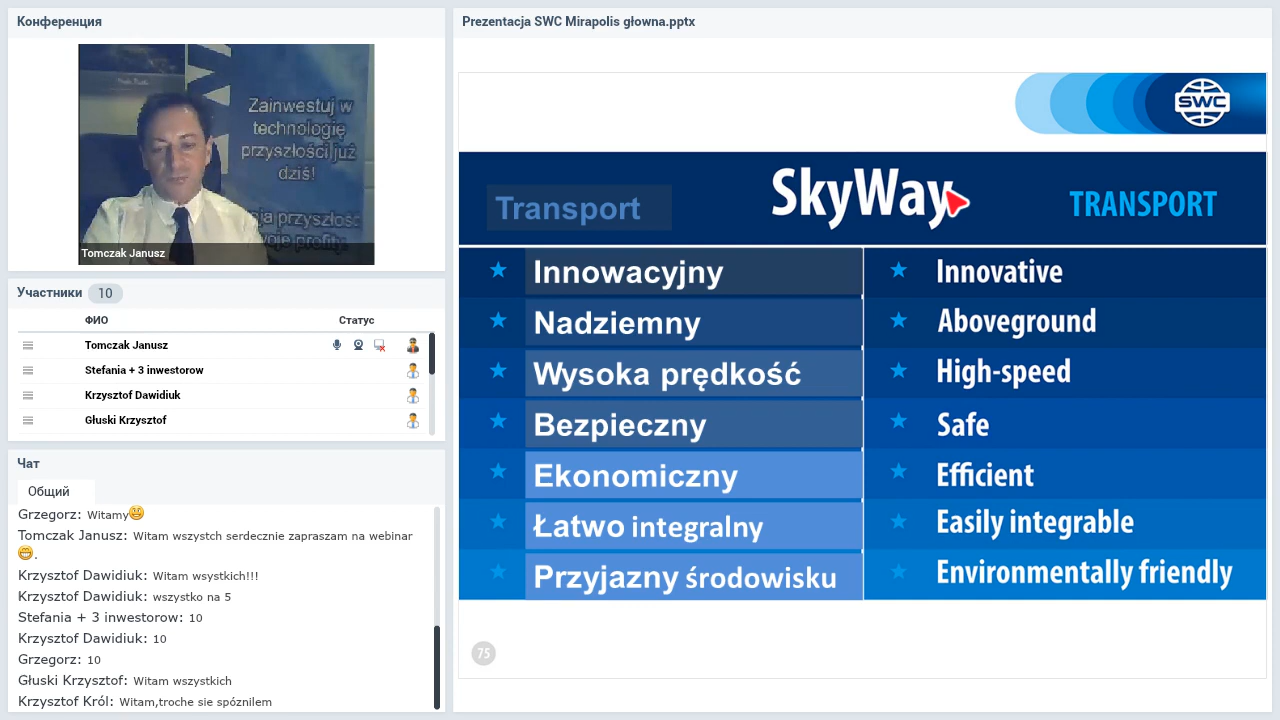 Конференция
Zainwestuj w
technologię
przyszłości już
dziś!
przyszłość
woje profity
Tomczak Janusz
Участники 10
ФИО Статус
Tomczak Janusz
Stefania + 3 inwestorow
Krzysztof Dawidiuk
Głuski Krzysztof
Чат
Общий
Grzegorz: Witamy
Tomczak Janusz: Witam wszystch serdecznie zapraszam na webinar
.
Krzysztof Dawidiuk: Witam wsystkich!!!
Krzysztof Dawidiuk: wszystko na 5
Stefania + 3 inwestorow: 10
Krzysztof Dawidiuk: 10
Grzegorz: 10
Głuski Krzysztof: Witam wszystkich
Krzysztof Król: Witam,troche sie spóznilem
Prezentacja SWC Mirapolis głowna.pptx
SWC
Transport SkyWay TRANSPORT
Innowacyjny Innovative
Nadziemny Aboveground
Wysoka prędkość High-speed
Bezpieczny Safe
Ekonomiczny Efficient
Łatwo integralny Easily integrable
Przyjazny środowisku Environmentally friendly
75